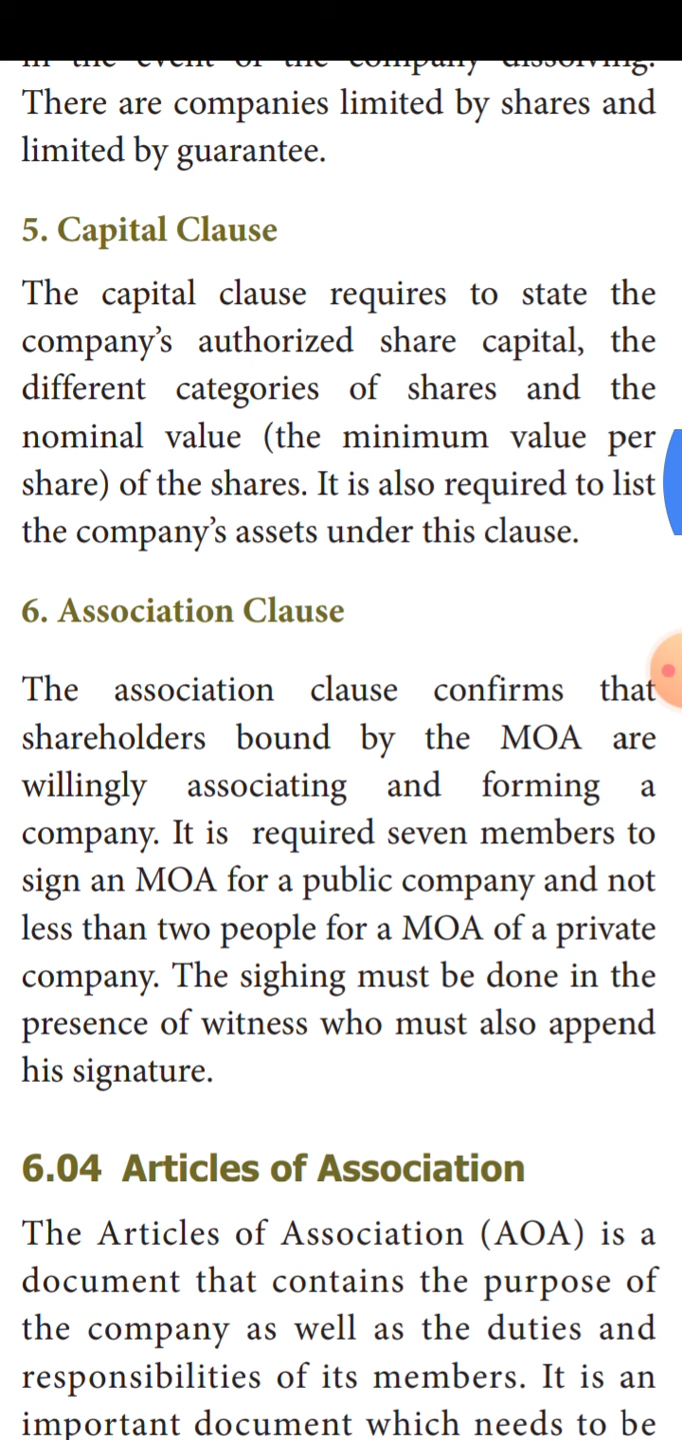 in the event of the company dissolving.
There are companies limited by shares and
limited by guarantee.
5. Capital Clause
The capital clause requires to state the
company's authorized share capital, the
different categories of shares and the
nominal value (the minimum value per
share) of the shares. It is also required to list
the company's assets under this clause.
6. Association Clause
The association clause confirms that
shareholders bound by the MOA are
willingly associating and forming a
company. It is required seven members to
sign an MOA for a public company and not
less than two people for a MOA of a private
company. The sighing must be done in the
presence of witness who must also append
his signature.
6.04 Articles of Association
The Articles of Association (AOA) is a
document that contains the purpose of
the company as well as the duties and
responsibilities of its members. It is an
important document which needs to be